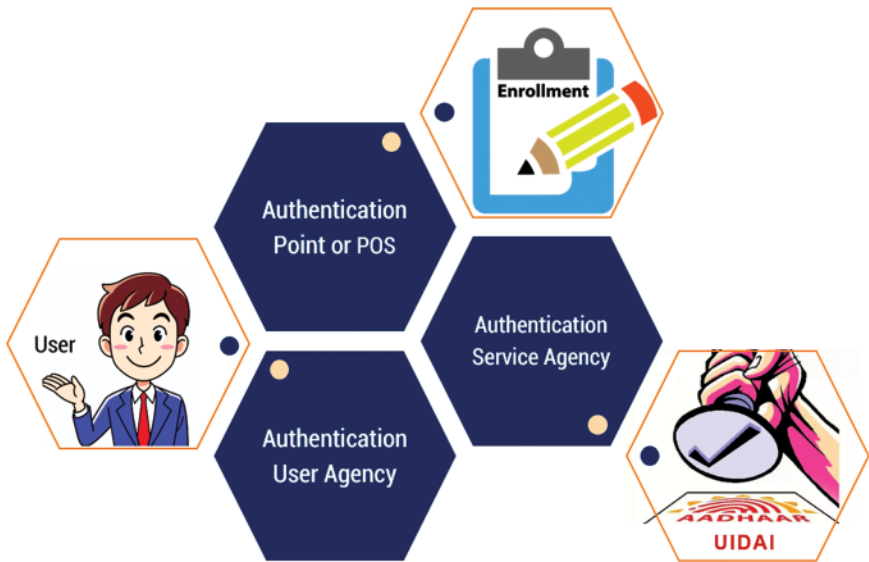 Enrollment
Authentication
Point or POS
User
Authentication
Service Agency
Authentication
User Agency
AADHAAR
UIDAI